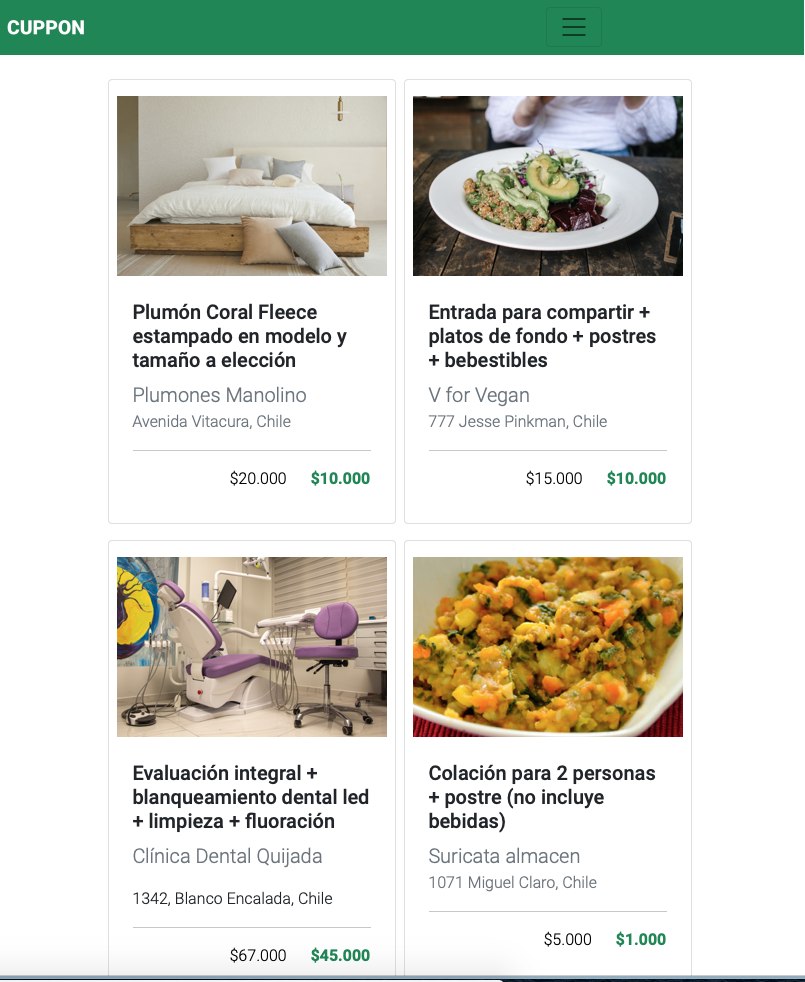 CUPPON
Plumón Coral Fleece
estampado en modelo y
tamaño a elección
Plumones Manolino
Avenida Vitacura, Chile
$20.000 $10.000
Entrada para compartir +
platos de fondo + postres
+ bebestibles
V for Vegan
777 Jesse Pinkman, Chile
$15.000 $10.000
Evaluación integral +
blanqueamiento dental led
+ limpieza + fluoración
Clínica Dental Quijada
1342, Blanco Encalada, Chile
$67.000 $45.000
Colación para 2 personas
+ postre (no incluye
bebidas)
Suricata almacen
1071 Miguel Claro, Chile
$5.000 $1.000